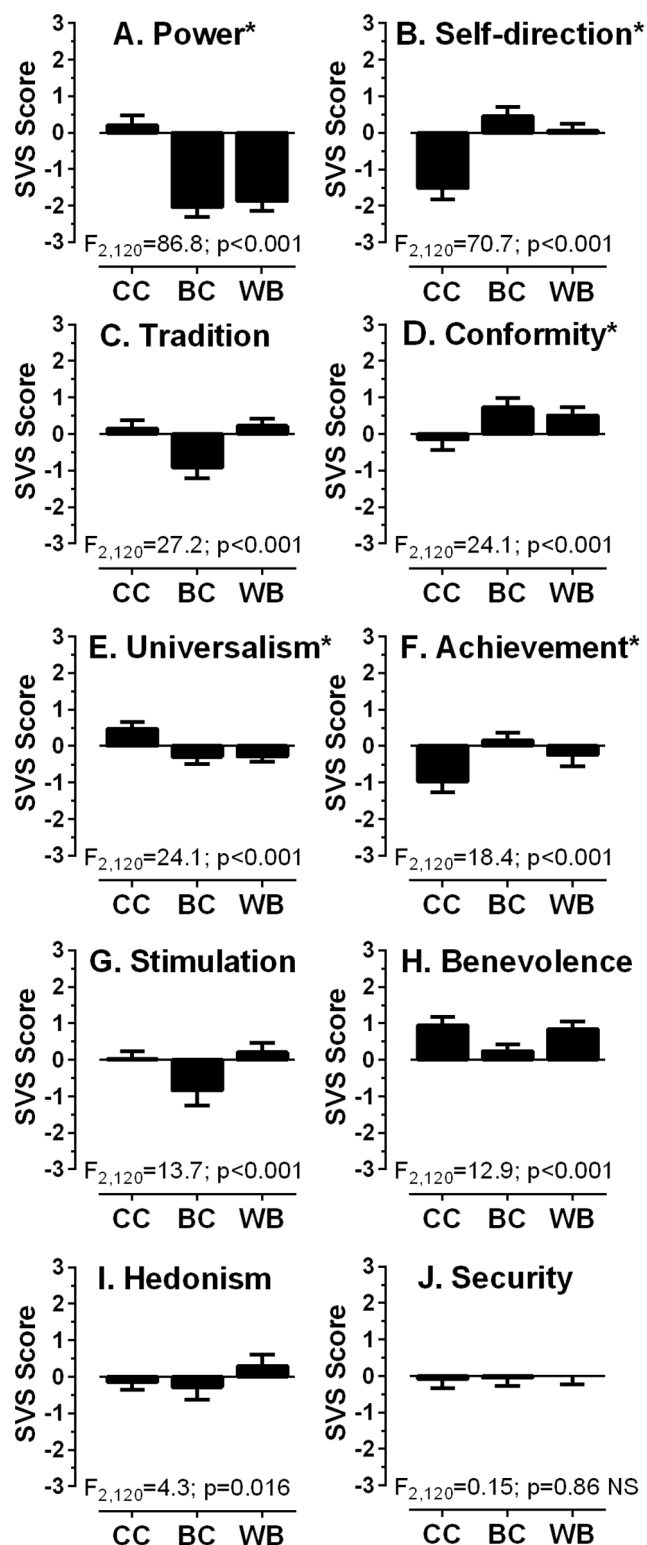 A. Power*
SVS Score
3
2
1
0
-1
-2
-3
F2,120=86.8; p<0.001
CC BC WB
B. Self-direction*
SVS Score
3
2
1
0
-1
-2
-3
F2,120=70.7; p<0.001
CC BC WB
C. Tradition
SVS Score
3
2
1
0
-1
-2
-3
F2,120=27.2; p<0.001
CC BC WB
D. Conformity*
SVS Score
3
2
1
0
-1
-2
-3
F2,120=24.1; p<0.001
CC BC WB
E. Universalism*
SVS Score
3
2
1
0
-1
-2
-3
F2,120=24.1; p<0.001
CC BC WB
F. Achievement*
SVS Score
3
2
1
0
-1
-2
-3
F2,120=18.4; p<0.001
CC BC WB
G. Stimulation
SVS Score
3
2
1
0
-1
-2
-3
F2,120=13.7; p<0.001
CC BC WB
H. Benevolence
SVS Score
3
2
1
0
-1
-2
-3
F2,120=12.9; p<0.001
CC BC WB
I. Hedonism
SVS Score
3
2
1
0
-1
-2
-3
F2,120=4.3; p=0.016
CC BC WB
J. Security
SVS Score
3
2
1
0
-1
-2
-3
F2,120=0.15; p=0.86 NS
CC BC WB